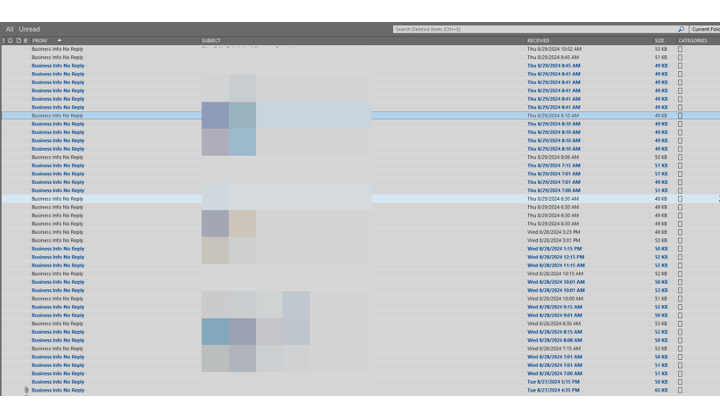 All Unread Search Deleted Items (Ctrl+E) Current Fold
FROM SUBJECT RECEIVED SIZE CATEGORIES
Business Info No Reply Thu 8/29/2024 10:02 AM 53 KB
Business Info No Reply Thu 8/29/2024 8:45 AM 51 KB
Business Info No Reply Thu 8/29/2024 8:45 AM 49 KB
Business Info No Reply Thu 8/29/2024 8:41 AM 49 KB
Business Info No Reply Thu 8/29/2024 8:41 AM 49 KB
Business Info No Reply Thu 8/29/2024 8:41 AM 49 KB
Business Info No Reply Thu 8/29/2024 8:41 AM 49 KB
Business Info No Reply Thu 8/29/2024 8:41 AM 49 KB
Business Info No Reply Thu 8/29/2024 8:10 AM 49 KB
Business Info No Reply Thu 8/29/2024 8:10 AM 49 KB
Business Info No Reply Thu 8/29/2024 8:10 AM 49 KB
Business Info No Reply Thu 8/29/2024 8:10 AM 49 KB
Business Info No Reply Thu 8/29/2024 8:10 AM 49 KB
Business Info No Reply Thu 8/29/2024 8:06 AM 50 KB
Business Info No Reply Thu 8/29/2024 7:15 AM 51 KB
Business Info No Reply Thu 8/29/2024 7:01 AM 57 KB
Business Info No Reply Thu 8/29/2024 7:01 AM 49 KB
Business Info No Reply Thu 8/29/2024 7:00 AM 51 KB
Business Info No Reply Thu 8/29/2024 6:30 AM 49 KB
Business Info No Reply Thu 8/29/2024 6:30 AM 49 KB
Business Info No Reply Thu 8/29/2024 6:30 AM 49 KB
Business Info No Reply Thu 8/29/2024 6:30 AM 49 KB
Business Info No Reply Wed 8/28/2024 3:23 PM 48 KB
Business Info No Reply Wed 8/28/2024 3:01 PM 53 KB
Business Info No Reply Wed 8/28/2024 1:15 PM 50 KB
Business Info No Reply Wed 8/28/2024 12:15 PM 52 KB
Business Info No Reply Wed 8/28/2024 11:15 AM 52 KB
Business Info No Reply Wed 8/28/2024 10:15 AM 52 KB
Business Info No Reply Wed 8/28/2024 10:01 AM 50 KB
Business Info No Reply Wed 8/28/2024 10:01 AM 53 KB
Business Info No Reply Wed 8/28/2024 10:00 AM 51 KB
Business Info No Reply Wed 8/28/2024 9:15 AM 52 KB
Business Info No Reply Wed 8/28/2024 9:01 AM 50 KB
Business Info No Reply Wed 8/28/2024 8:30 AM 53 KB
Business Info No Reply Wed 8/28/2024 8:15 AM 52 KB
Business Info No Reply Wed 8/28/2024 8:08 AM 50 KB
Business Info No Reply Wed 8/28/2024 7:15 AM 52 KB
Business Info No Reply Wed 8/28/2024 7:01 AM 50 KB
Business Info No Reply Wed 8/28/2024 7:01 AM 51 KB
Business Info No Reply Wed 8/28/2024 7:00 AM 51 KB
Business Info No Reply Tue 8/27/2024 5:15 PM 50 KB
Business Info No Reply Tue 8/27/2024 4:35 PM 65 KB